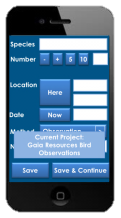 Species
Number - + 5 10
Location Here
Date Now
Method Observation
Current Project:
Gaia Resources Bird
Observations
Save Save & Continue